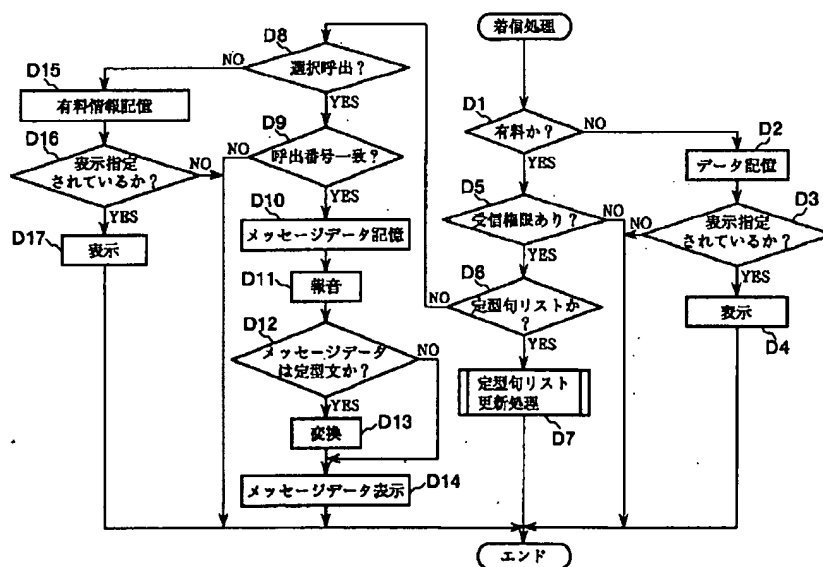 着信処理
D1
有料か?
NO
YES
D2
データ記憶
D3
表示指定
されているか?
NO
YES
表示
D4
D5
受信権限あり?
NO
YES
D6
定型句リストか
?
NO
YES
定型句リスト
更新処理
D7
D8
選択呼出?
NO
YES
D9
呼出番号一致?
NO
YES
D10
メッセージデータ記憶
D11
報音
D12
メッセージデータ
は定型文か?
NO
YES
変換
D13
メッセージデータ表示
D14
D15
有料情報記憶
D16
表示指定
されているか?
NO
YES
D17
表示
エンド